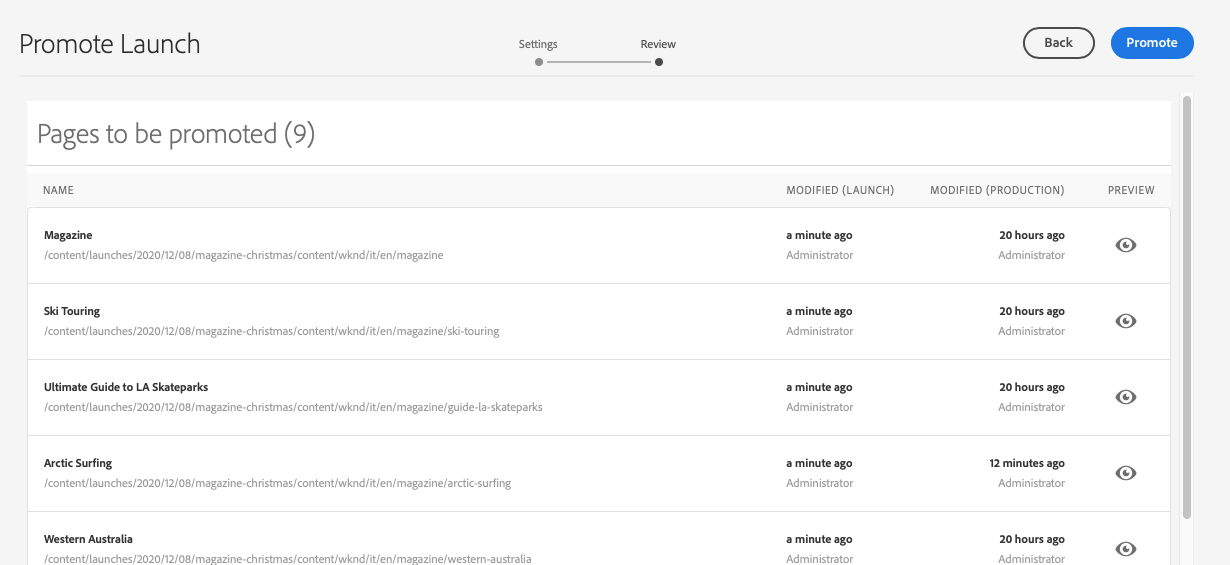 Promote Launch
Settings
Review
Back
Promote
Pages to be promoted (9)
NAME MODIFIED (LAUNCH) MODIFIED (PRODUCTION) PREVIEW
Magazine a minute ago 20 hours ago
/content/launches/2020/12/08/magazine-christmas/content/wknd/it/en/magazine Administrator Administrator
Ski Touring a minute ago 20 hours ago
/content/launches/2020/12/08/magazine-christmas/content/wknd/it/en/magazine/ski-touring Administrator Administrator
Ultimate Guide to LA Skateparks a minute ago 20 hours ago
/content/launches/2020/12/08/magazine-christmas/content/wknd/it/en/magazine/guide-la-skateparks Administrator Administrator
Arctic Surfing a minute ago 12 minutes ago
/content/launches/2020/12/08/magazine-christmas/content/wknd/it/en/magazine/arctic-surfing Administrator Administrator
Western Australia a minute ago 20 hours ago
/content/launches/2020/12/08/magazine-christmas/content/wknd/it/en/magazine/western-australia Administrator Administrator